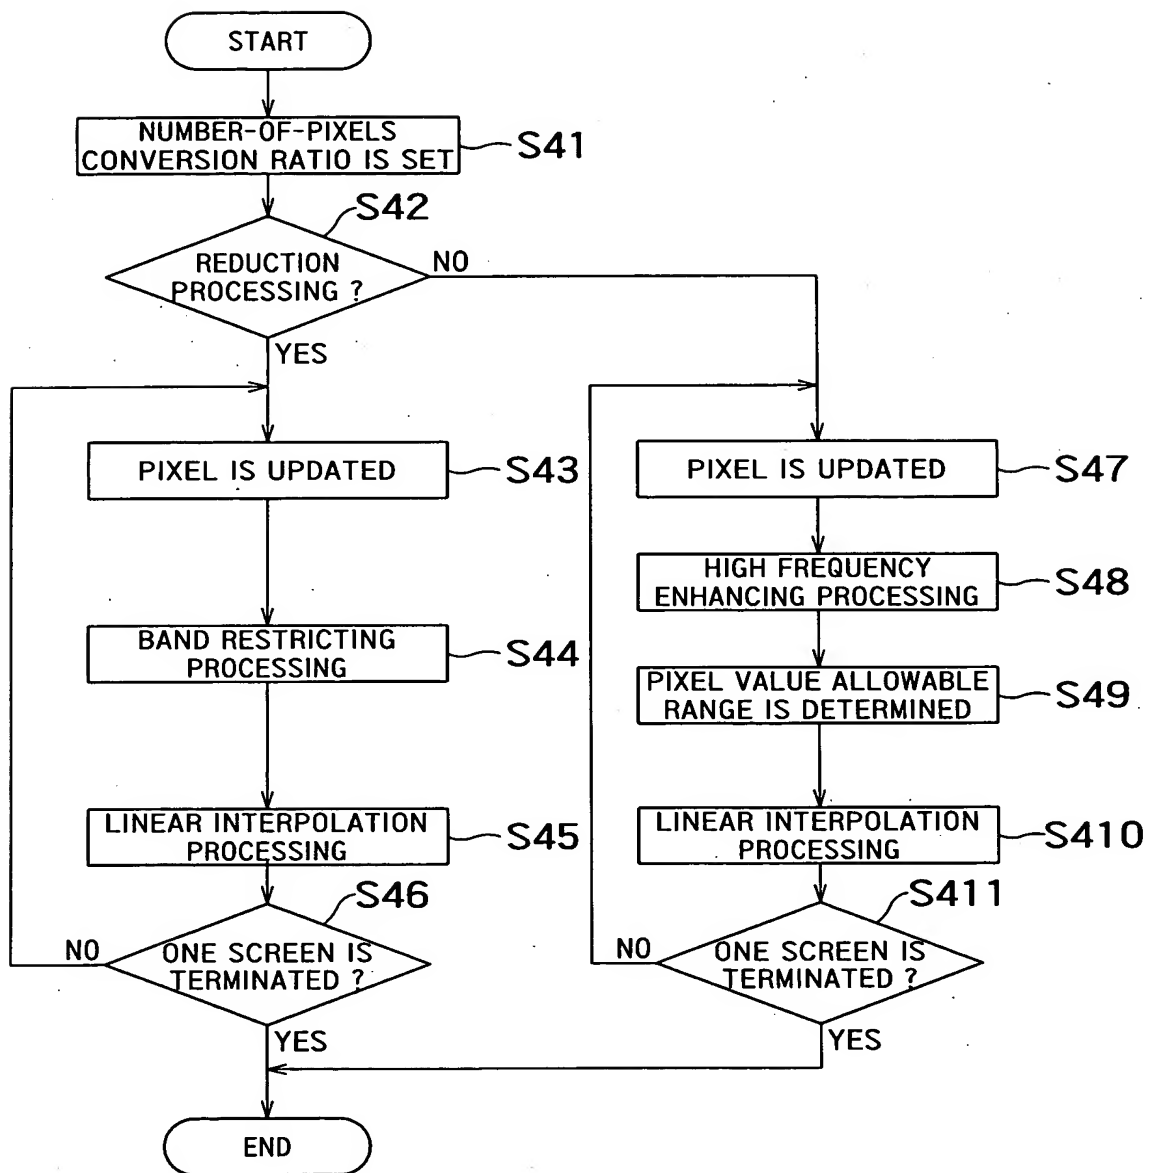 START
NUMBER-OF-PIXELS
CONVERSION RATIO IS SET
S41
S42
REDUCTION
PROCESSING ?
NO
YES
PIXEL IS UPDATED
S43
BAND RESTRICTING
PROCESSING
S44
LINEAR INTERPOLATION
PROCESSING
S45
S46
ONE SCREEN IS
TERMINATED ?
NO
YES
PIXEL IS UPDATED
S47
HIGH FREQUENCY
ENHANCING PROCESSING
S48
PIXEL VALUE ALLOWABLE
RANGE IS DETERMINED
S49
LINEAR INTERPOLATION
PROCESSING
S410
S411
ONE SCREEN IS
TERMINATED ?
NO
YES
END